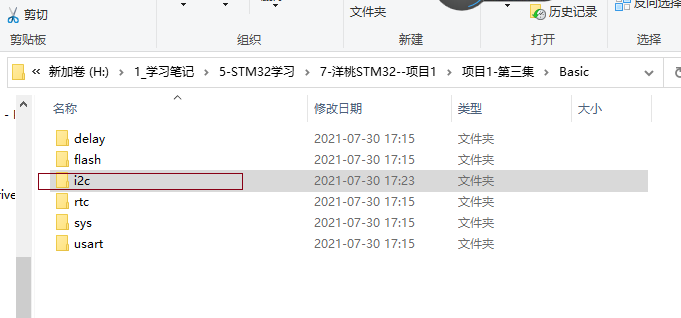 剪切
文件夹
历史记录
反向选择
剪贴板
组织
新建
打开
选择
« 新加卷 (H:) > 1_学习笔记 > 5-STM32学习 > 7-洋桃STM32--项目1 > 项目1-第三集 > Basic
名称 修改日期 类型 大小
delay 2021-07-30 17:15 文件夹
flash 2021-07-30 17:15 文件夹
i2c 2021-07-30 17:23 文件夹
rtc 2021-07-30 17:15 文件夹
sys 2021-07-30 17:15 文件夹
usart 2021-07-30 17:15 文件夹